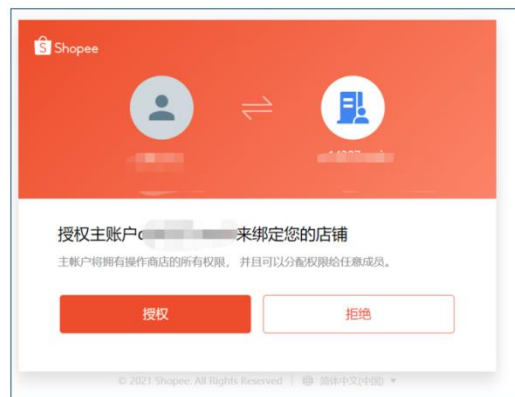 Shopee
授权主账户 来绑定您的店铺
主帐户将拥有操作商店的所有权限， 并且可以分配权限给任意成员。
授权
拒绝
© 2021 Shopee. All Rights Reserved | 简体中文(中国)